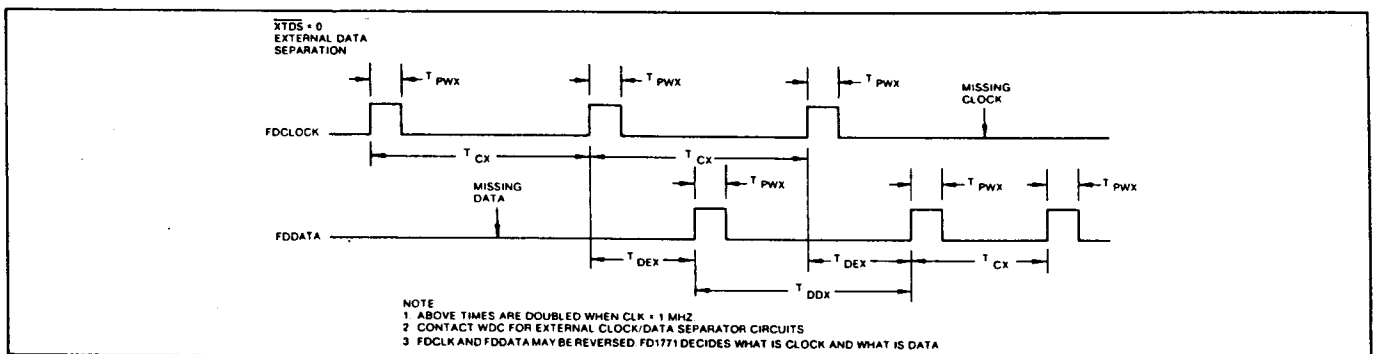 XTDS = 0
EXTERNAL DATA
SEPARATION
T PWX
T PWX
T PWX
MISSING
CLOCK
FDCLOCK
T CX
T CX
T PWX
T PWX
T PWX
MISSING
DATA
FDDATA
T DEX
T DEX
T CX
T DDX
NOTE
1. ABOVE TIMES ARE DOUBLED WHEN CLK = 1 MHZ.
2 CONTACT WDC FOR EXTERNAL CLOCK/DATA SEPARATOR CIRCUITS
3 FDCLK AND FDDATA MAY BE REVERSED. FD1771 DECIDES WHAT IS CLOCK AND WHAT IS DATA